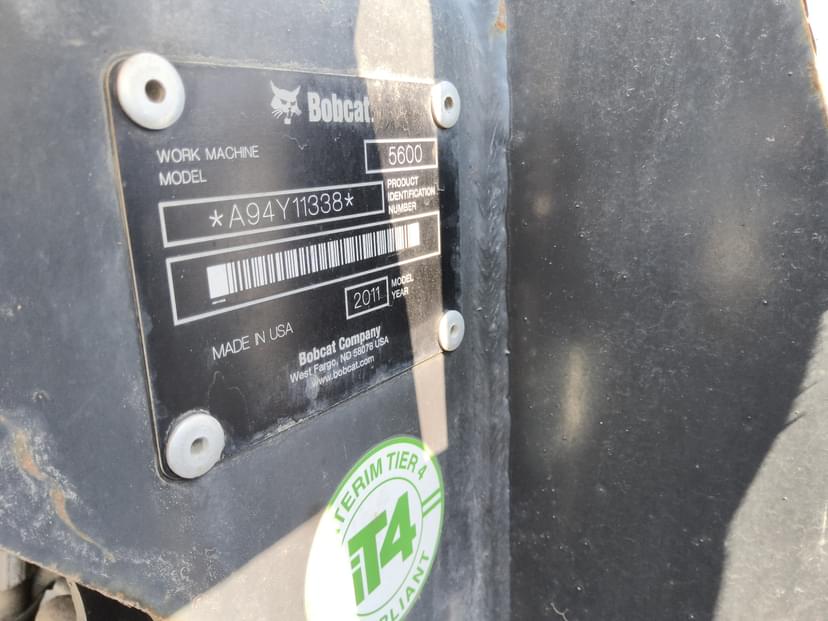 Bobcat.
WORK MACHINE
MODEL
5600
*A94Y11338*
PRODUCT
IDENTIFICATION
NUMBER
2011
MODEL
YEAR
MADE IN USA
Bobcat Company
West Fargo, ND 58078 USA
www.bobcat.com
TERIM TIER 4
iT4
PLIANT